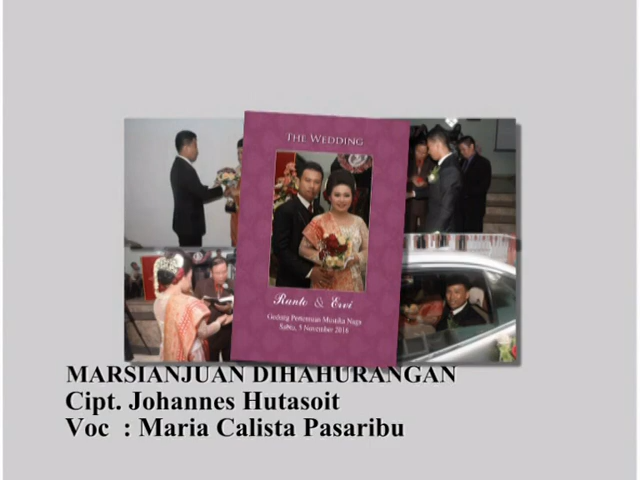 THE WEDDING
Ranto & Ervi
Gedung Pertemuan Mustika Naga
Sabtu, 5 November 2016
MARSIANJUAN DIHAHURANGAN
Cipt. Johannes Hutasoit
Voc : Maria Calista Pasaribu